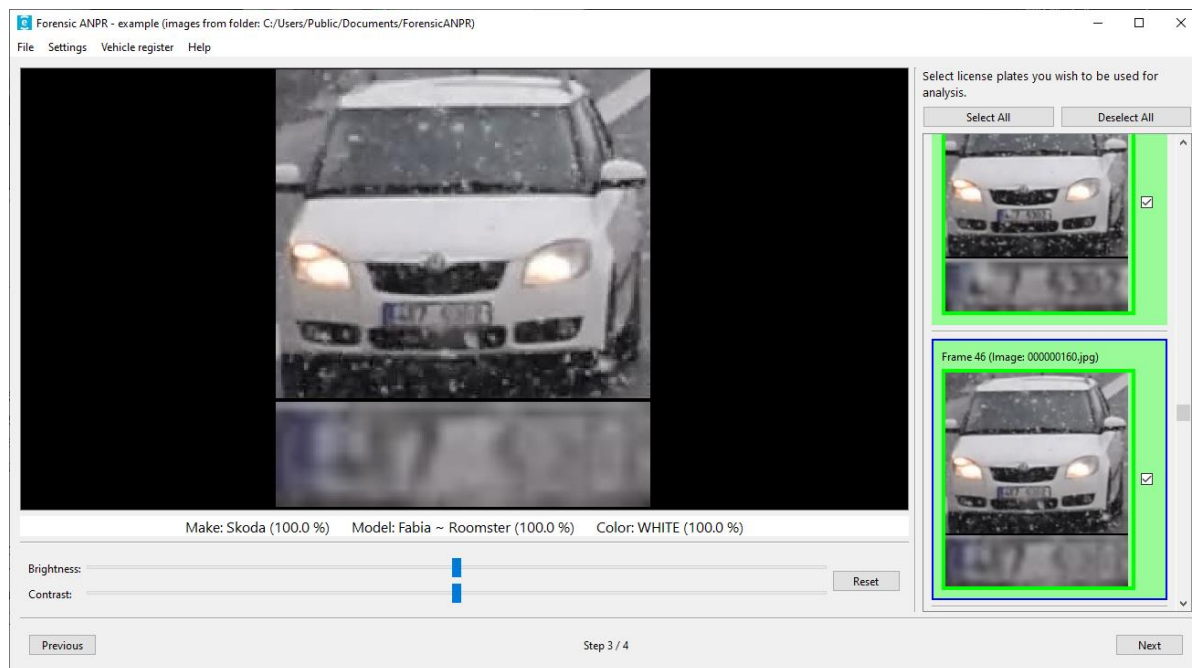 Forensic ANPR - example (images from folder: C:/Users/Public/Documents/ForensicANPR)
File Settings Vehicle register Help
Select license plates you wish to be used for
analysis.
Select All Deselect All
Frame 46 (Image: 000000160.jpg)
Make: Skoda (100.0 %) Model: Fabia ~ Roomster (100.0 %) Color: WHITE (100.0 %)
Brightness:
Reset
Contrast:
Previous Step 3 / 4 Next